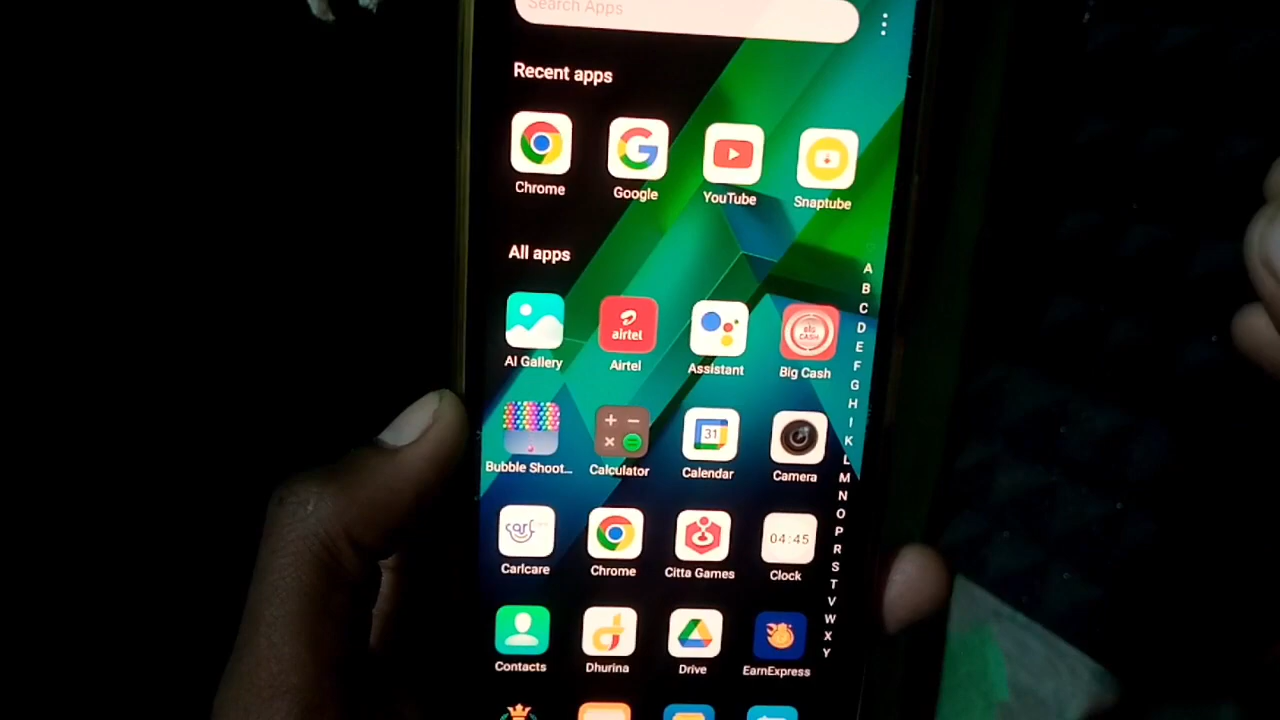 Search Apps
Recent apps
Chrome Google YouTube Snaptube
All apps
airtel BIG CASH
AI Gallery Airtel Assistant Big Cash
31
Bubble Shoot... Calculator Calendar Camera
carl 04:45
Carlcare Chrome Citta Games Clock
Contacts Dhurina Drive EarnExpress
A
B
C
D
E
F
G
H
I
K
L
M
N
O
P
R
S
T
V
W
X
Y